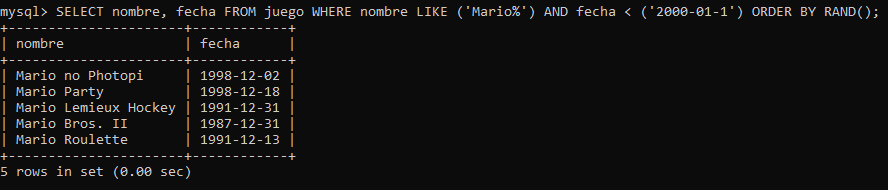 mysql> SELECT nombre, fecha FROM juego WHERE nombre LIKE ('Mario%') AND fecha < ('2000-01-1') ORDER BY RAND();
+---------------------+------------+
| nombre              | fecha      |
+---------------------+------------+
| Mario no Photopi    | 1998-12-02 |
| Mario Party         | 1998-12-18 |
| Mario Lemieux Hockey | 1991-12-31 |
| Mario Bros. II      | 1987-12-31 |
| Mario Roulette      | 1991-12-13 |
+---------------------+------------+
5 rows in set (0.00 sec)